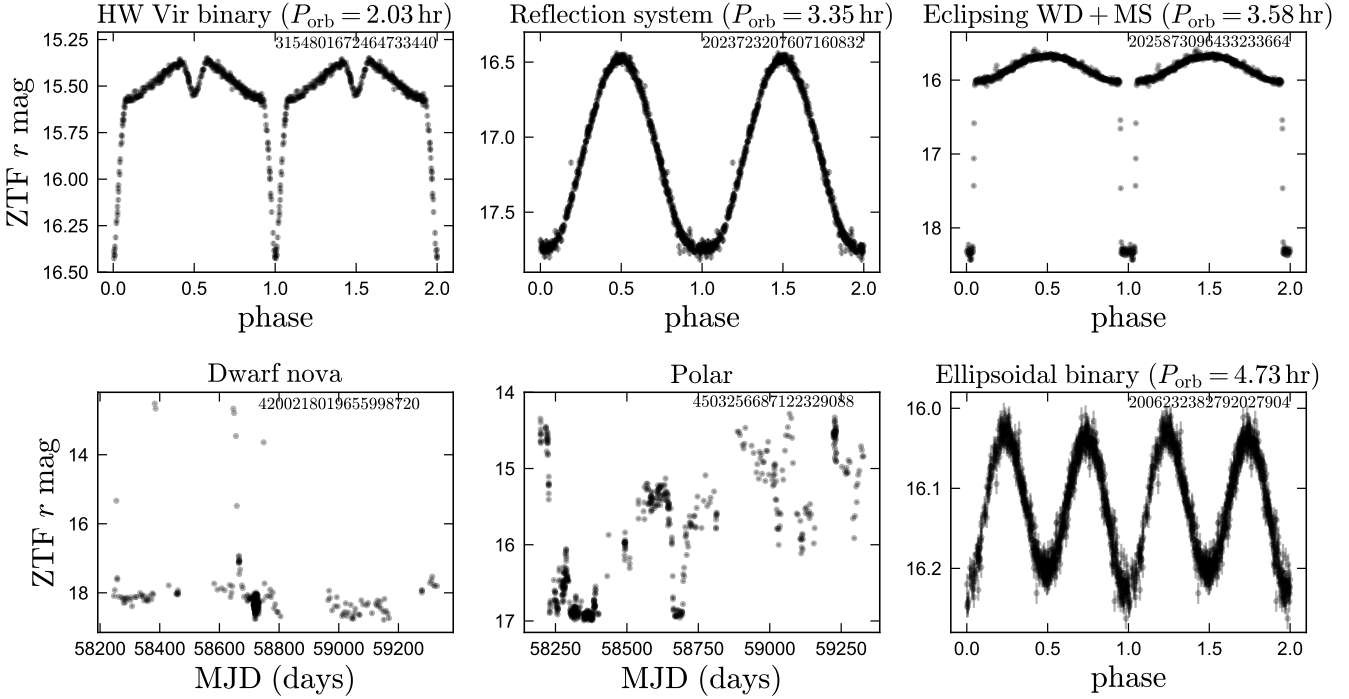 HW Vir binary (P_orb = 2.03 hr)
3154801672464733440
15.25
15.50
15.75
16.00
16.25
16.50
ZTF r mag
0.0 0.5 1.0 1.5 2.0
phase
Reflection system (P_orb = 3.35 hr)
2023723207607160832
16.5
17.0
17.5
0.0 0.5 1.0 1.5 2.0
phase
Eclipsing WD + MS (P_orb = 3.58 hr)
2025873096433233664
16
17
18
0.0 0.5 1.0 1.5 2.0
phase
Dwarf nova
4200218019655998720
14
16
18
ZTF r mag
58200 58400 58600 58800 59000 59200
MJD (days)
Polar
4503256687122329088
14
15
16
17
58250 58500 58750 59000 59250
MJD (days)
Ellipsoidal binary (P_orb = 4.73 hr)
2006232382792027904
16.0
16.1
16.2
0.0 0.5 1.0 1.5 2.0
phase